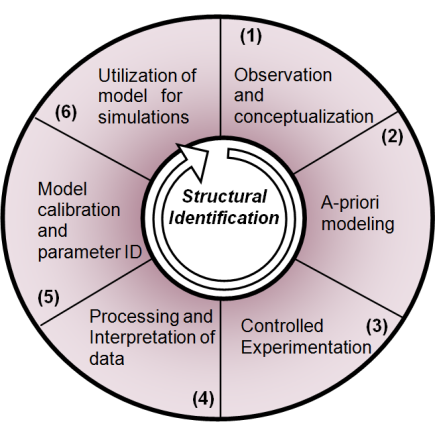 (1)
Observation
and
conceptualization
(2)
A-priori
modeling
(3)
Controlled
Experimentation
(4)
Processing and
Interpretation of
data
(5)
Model
calibration
and
parameter ID
(6)
Utilization of
model for
simulations
Structural
Identification